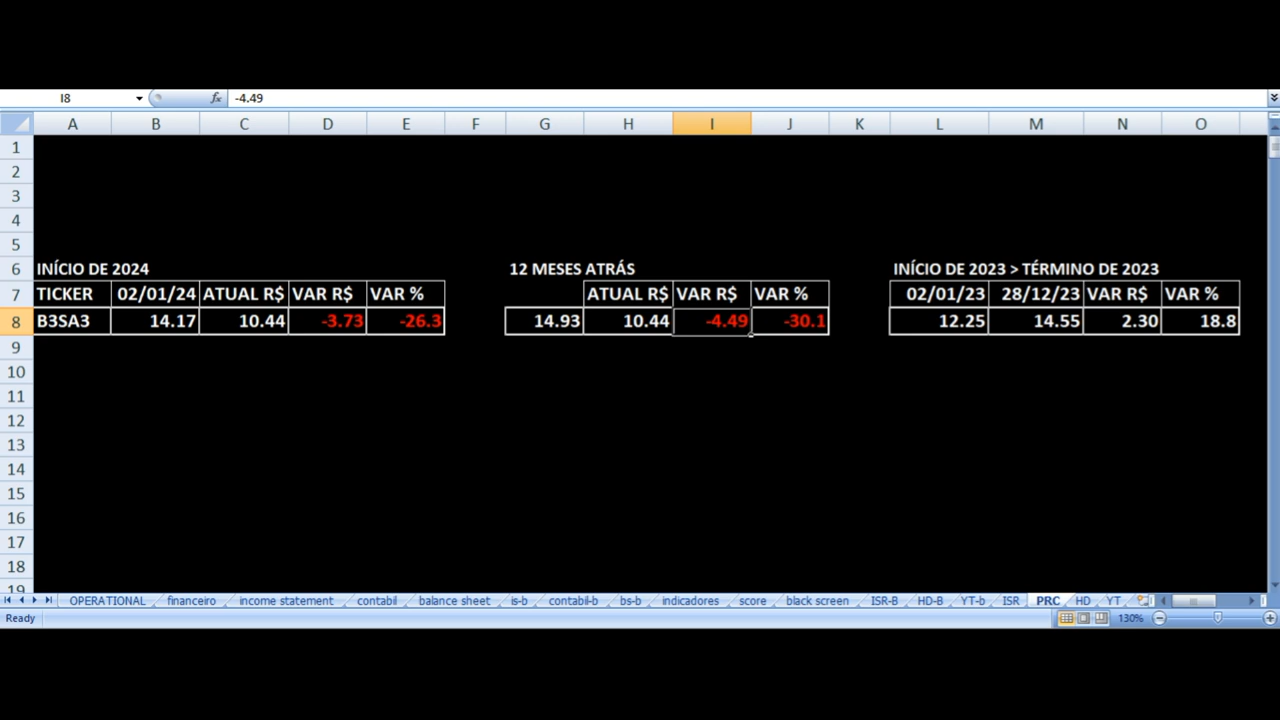 I8 fx -4.49
A B C D E F G H I J K L M N O
1
2
3
4
5
6 INÍCIO DE 2024 12 MESES ATRÁS INÍCIO DE 2023 > TÉRMINO DE 2023
7 TICKER 02/01/24 ATUAL R$ VAR R$ VAR % ATUAL R$ VAR R$ VAR % 02/01/23 28/12/23 VAR R$ VAR %
8 B3SA3 14.17 10.44 -3.73 -26.3 14.93 10.44 -4.49 -30.1 12.25 14.55 2.30 18.8
9
10
11
12
13
14
15
16
17
18
19
OPERATIONAL financeiro income statement contabil balance sheet is-b contabil-b bs-b indicadores score black screen ISR-B HD-B YT-b ISR PRC HD YT
Ready 130%